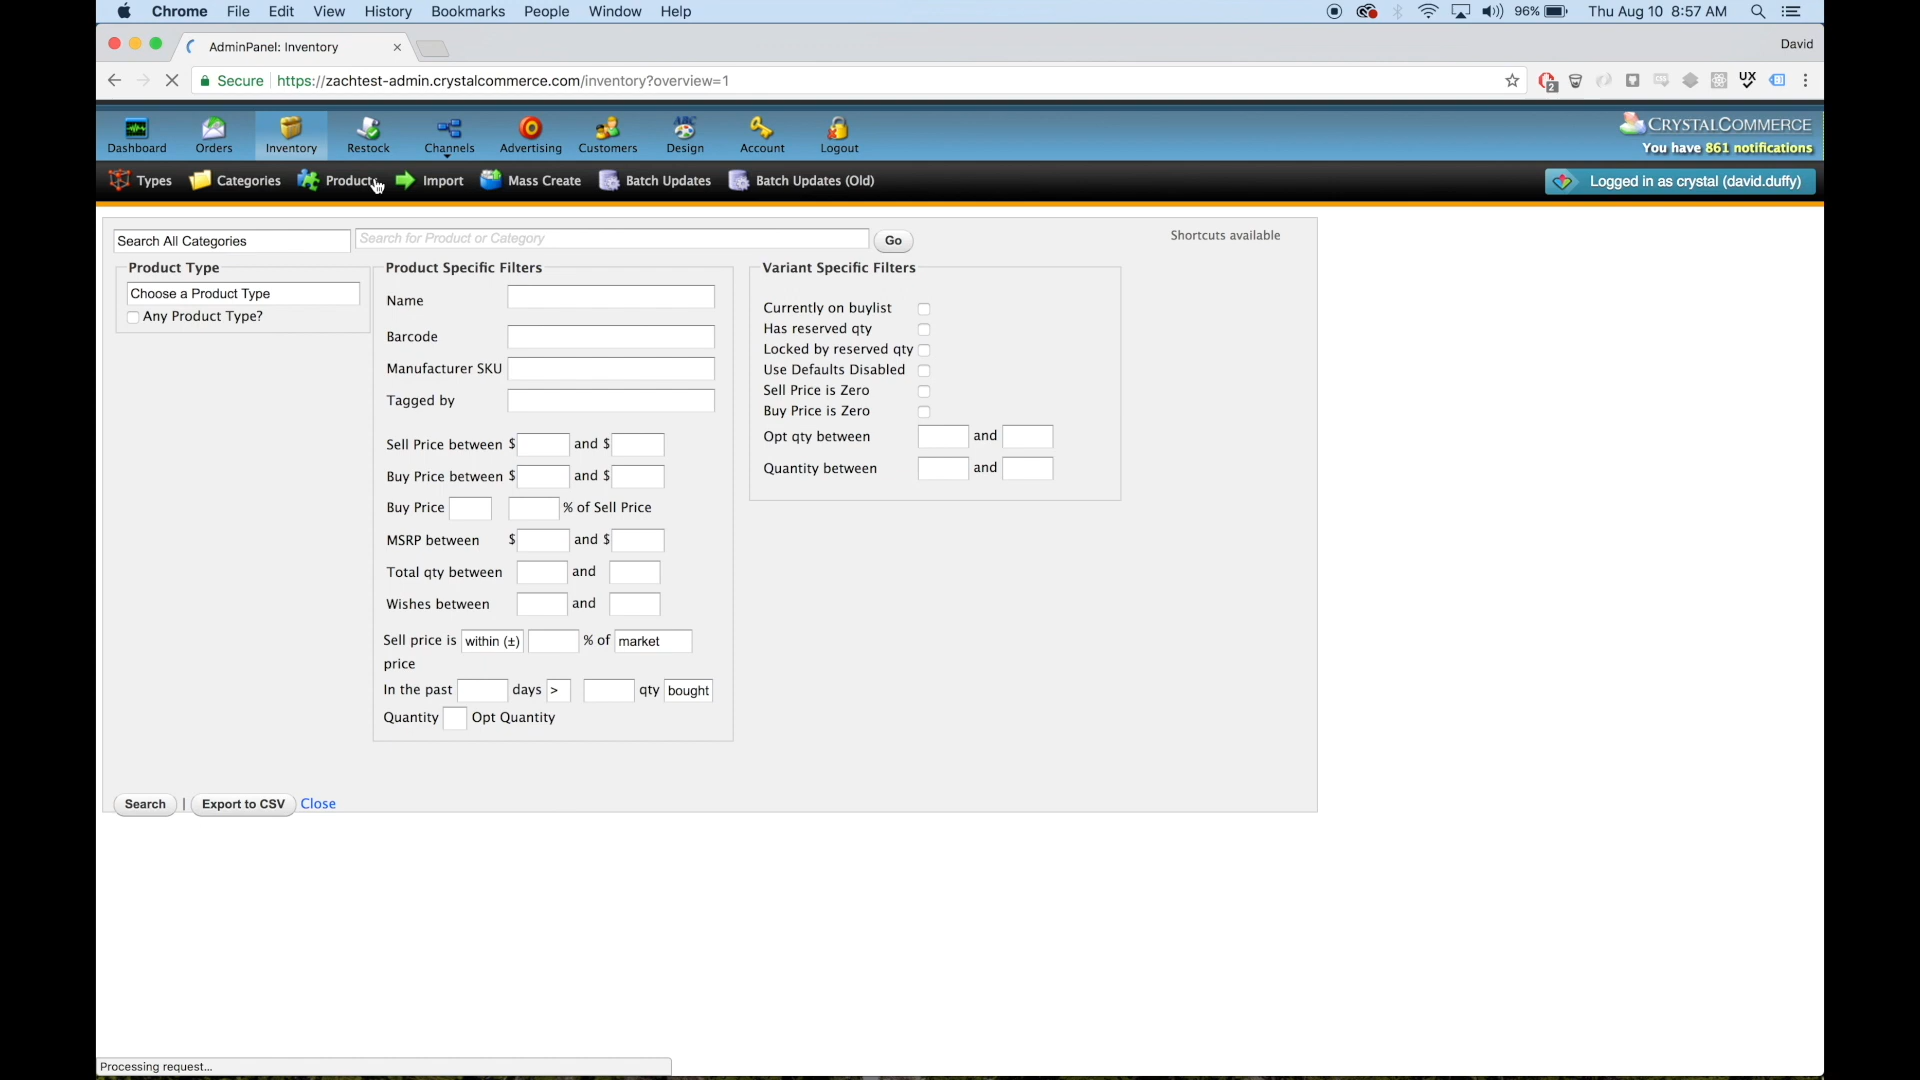 Chrome File Edit View History Bookmarks People Window Help 96% Thu Aug 10 8:57 AM
AdminPanel: Inventory David
Secure https://zachtest-admin.crystalcommerce.com/inventory?overview=1
Dashboard Orders Inventory Restock Channels Advertising Customers Design Account Logout
CRYSTALCOMMERCE
You have 861 notifications
Types Categories Products Import Mass Create Batch Updates Batch Updates (Old) Logged in as crystal (david.duffy)
Search All Categories Search for Product or Category Go Shortcuts available
Product Type
Choose a Product Type
Any Product Type?
Product Specific Filters
Name
Barcode
Manufacturer SKU
Tagged by
Sell Price between $ and $
Buy Price between $ and $
Buy Price % of Sell Price
MSRP between $ and $
Total qty between and
Wishes between and
Sell price is within (±) % of market
price
In the past days > qty bought
Quantity Opt Quantity
Variant Specific Filters
Currently on buylist
Has reserved qty
Locked by reserved qty
Use Defaults Disabled
Sell Price is Zero
Buy Price is Zero
Opt qty between and
Quantity between and
Search | Export to CSV Close
Processing request...